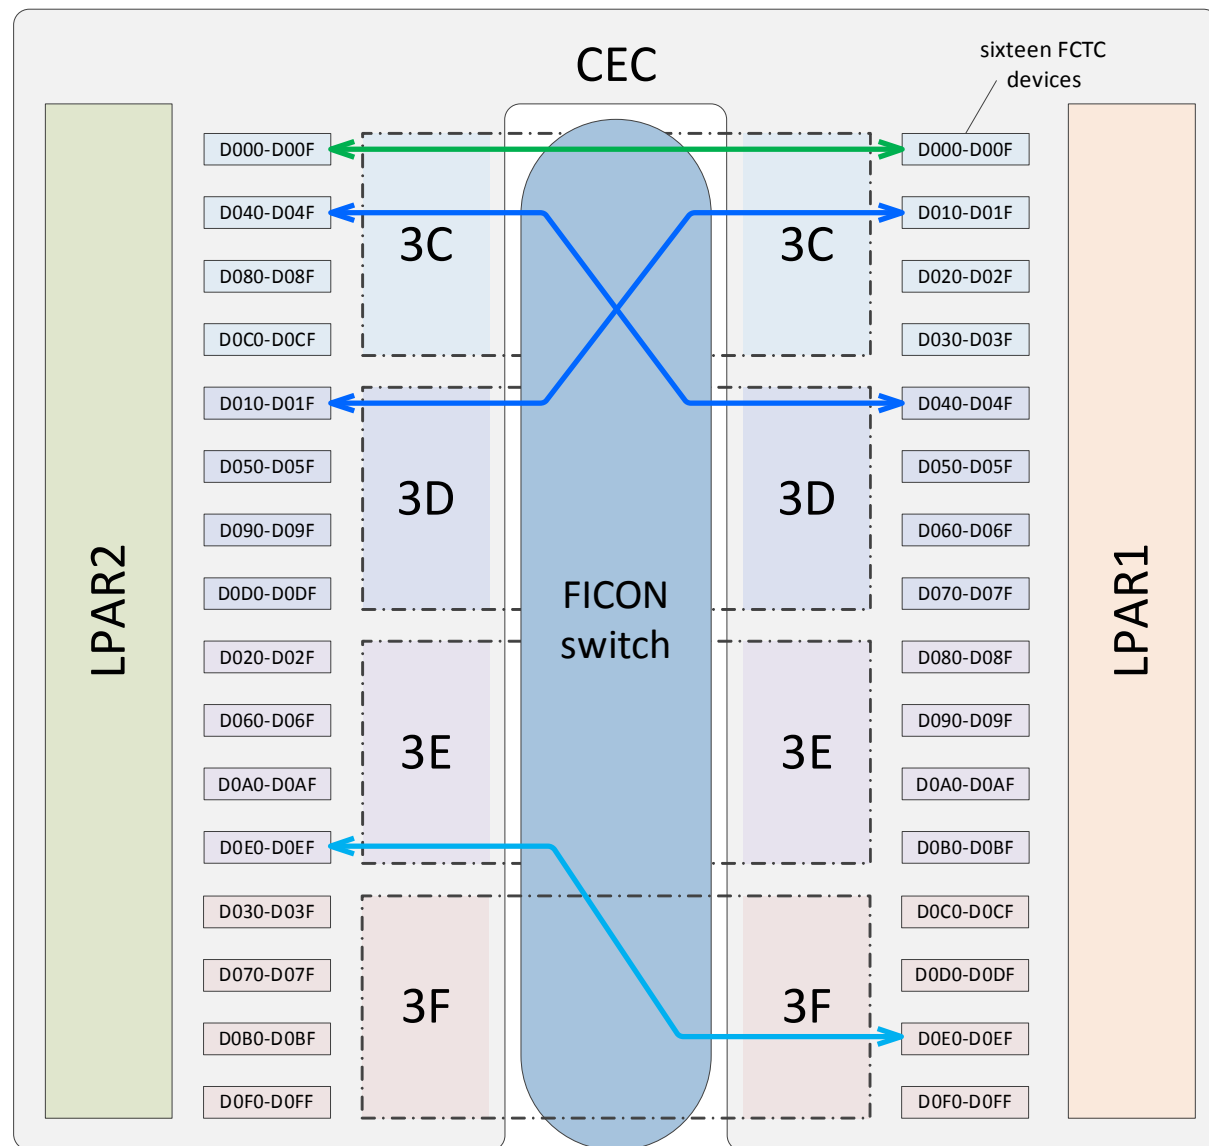 CEC
sixteen FCTC
devices
D000-D00F
D000-D00F
D040-D04F
D010-D01F
3C
3C
D080-D08F
D020-D02F
D0C0-D0CF
D030-D03F
D010-D01F
D040-D04F
D050-D05F
D050-D05F
3D
3D
D090-D09F
D060-D06F
LPAR2
LPAR1
D0D0-D0DF
D070-D07F
FICON
switch
D020-D02F
D080-D08F
D060-D06F
D090-D09F
3E
3E
D0A0-D0AF
D0A0-D0AF
D0E0-D0EF
D0B0-D0BF
D030-D03F
D0C0-D0CF
D070-D07F
D0D0-D0DF
3F
3F
D0B0-D0BF
D0E0-D0EF
D0F0-D0FF
D0F0-D0FF